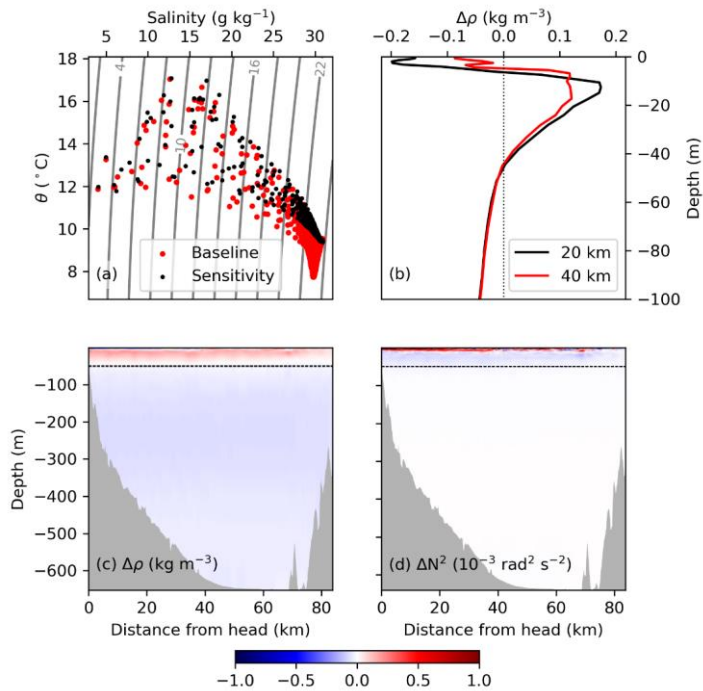 Salinity (g kg⁻¹)
5 10 15 20 25 30
Δρ (kg m⁻³)
−0.2 −0.1 0.0 0.1 0.2
18
16
14
12
10
8
θ (°C)
4
10
16
22
(a)
Baseline
Sensitivity
0
−20
−40
−60
−80
−100
Depth (m)
(b)
20 km
40 km
−100
−200
−300
−400
−500
−600
Depth (m)
(c) Δρ (kg m⁻³)
(d) ΔN² (10⁻³ rad² s⁻²)
0 20 40 60 80
0 20 40 60 80
Distance from head (km)
Distance from head (km)
−1.0 −0.5 0.0 0.5 1.0